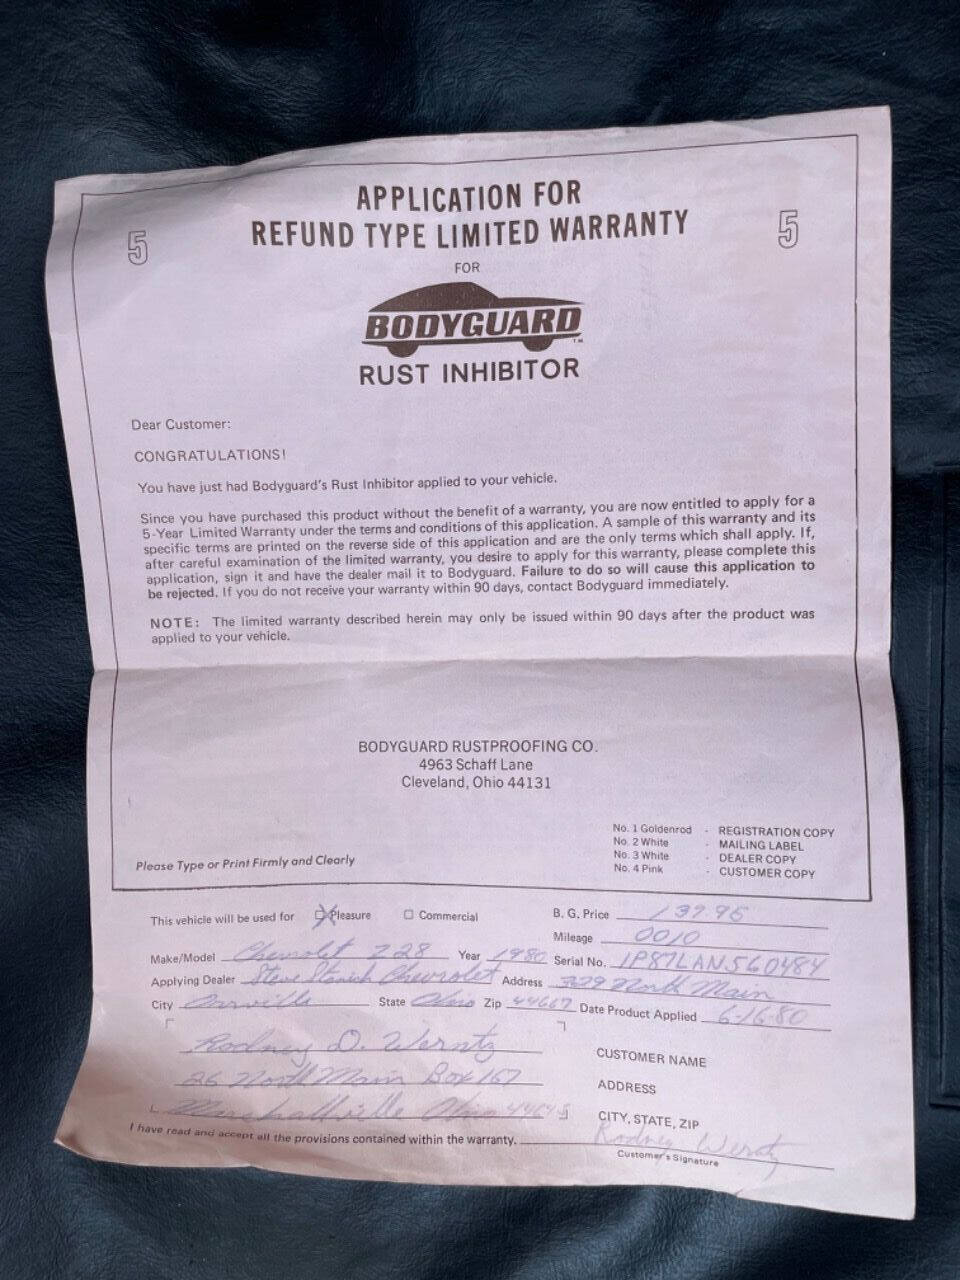 APPLICATION FOR
REFUND TYPE LIMITED WARRANTY
5 5
FOR
BODYGUARD TM
RUST INHIBITOR
Dear Customer:
CONGRATULATIONS!
You have just had Bodyguard's Rust Inhibitor applied to your vehicle.
Since you have purchased this product without the benefit of a warranty, you are now entitled to apply for a
5-Year Limited Warranty under the terms and conditions of this application. A sample of this warranty and its
specific terms are printed on the reverse side of this application and are the only terms which shall apply. If,
after careful examination of the limited warranty, you desire to apply for this warranty, please complete this
application, sign it and have the dealer mail it to Bodyguard. Failure to do so will cause this application to
be rejected. If you do not receive your warranty within 90 days, contact Bodyguard immediately.
NOTE: The limited warranty described herein may only be issued within 90 days after the product was
applied to your vehicle.
BODYGUARD RUSTPROOFING CO.
4963 Schaff Lane
Cleveland, Ohio 44131
No. 1 Goldenrod - REGISTRATION COPY
No. 2 White - MAILING LABEL
No. 3 White - DEALER COPY
No. 4 Pink - CUSTOMER COPY
Please Type or Print Firmly and Clearly
This vehicle will be used for Pleasure Commercial B. G. Price 139.95
Mileage 0010
Make/Model Chevrolet Z28 Year 1980 Serial No. 1P87LAN560484
Applying Dealer Steve Stanich Chevrolet Address 329 North Main
City Orrville State Ohio Zip 44667 Date Product Applied 6-16-80
Rodney D. Werntz CUSTOMER NAME
26 North Main Box 167 ADDRESS
Marshallville Ohio 44645 CITY, STATE, ZIP
I have read and accept all the provisions contained within the warranty. Rodney Werntz
Customer's Signature